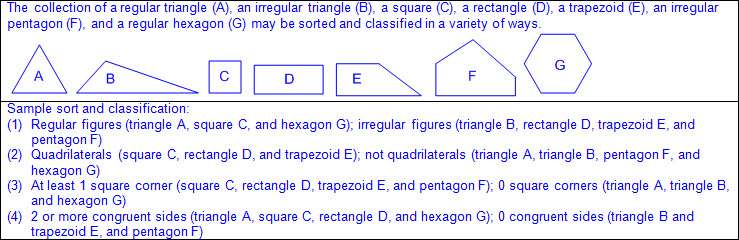 The collection of a regular triangle (A), an irregular triangle (B), a square (C), a rectangle (D), a trapezoid (E), an irregular
pentagon (F), and a regular hexagon (G) may be sorted and classified in a variety of ways.
A B C D E F G
Sample sort and classification:
(1) Regular figures (triangle A, square C, and hexagon G); irregular figures (triangle B, rectangle D, trapezoid E, and
pentagon F)
(2) Quadrilaterals (square C, rectangle D, and trapezoid E); not quadrilaterals (triangle A, triangle B, pentagon F, and
hexagon G)
(3) At least 1 square corner (square C, rectangle D, trapezoid E, and pentagon F); 0 square corners (triangle A, triangle B,
and hexagon G)
(4) 2 or more congruent sides (triangle A, square C, rectangle D, and hexagon G); 0 congruent sides (triangle B and
trapezoid E, and pentagon F)